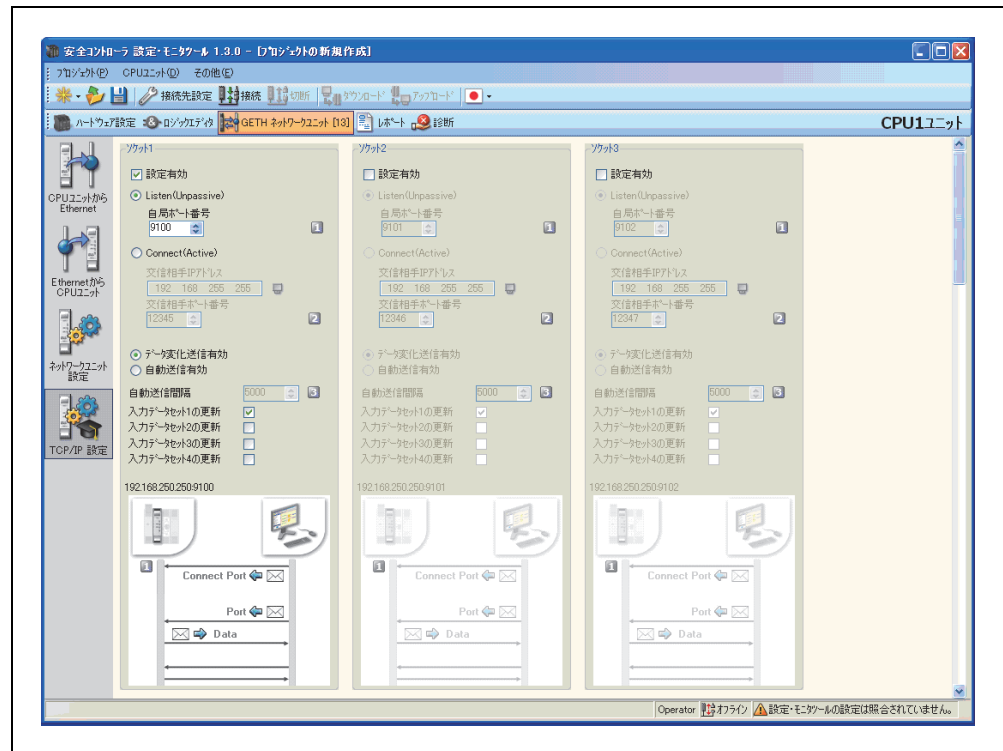 安全コントローラ 設定・モニタツール 1.3.0 - [プロジェクトの新規作成]
プロジェクト(P) CPUユニット(D) その他(E)
接続先設定 接続 切断 ダウンロード アップロード
ハードウェア設定 ロジックエディタ GETH ネットワークユニット [13] レポート 診断 CPU1ユニット
CPUユニットから
Ethernet
Ethernetから
CPUユニット
ネットワークユニット
設定
TCP/IP 設定
ソケット1
設定有効
Listen(Unpassive)
自局ポート番号
9100
1
Connect(Active)
交信相手IPアドレス
192 168 255 255
交信相手ポート番号
12345
2
データ変化送信有効
自動送信有効
自動送信間隔 5000 3
入力データセット1の更新
入力データセット2の更新
入力データセット3の更新
入力データセット4の更新
192.168.250.250:9100
1
Connect Port
Port
Data
ソケット2
設定有効
Listen(Unpassive)
自局ポート番号
9101
1
Connect(Active)
交信相手IPアドレス
192 168 255 255
交信相手ポート番号
12346
2
データ変化送信有効
自動送信有効
自動送信間隔 5000 3
入力データセット1の更新
入力データセット2の更新
入力データセット3の更新
入力データセット4の更新
192.168.250.250:9101
1
Connect Port
Port
Data
ソケット3
設定有効
Listen(Unpassive)
自局ポート番号
9102
1
Connect(Active)
交信相手IPアドレス
192 168 255 255
交信相手ポート番号
12347
2
データ変化送信有効
自動送信有効
自動送信間隔 5000 3
入力データセット1の更新
入力データセット2の更新
入力データセット3の更新
入力データセット4の更新
192.168.250.250:9102
1
Connect Port
Port
Data
Operator オフライン 設定・モニタツールの設定は照合されていません。